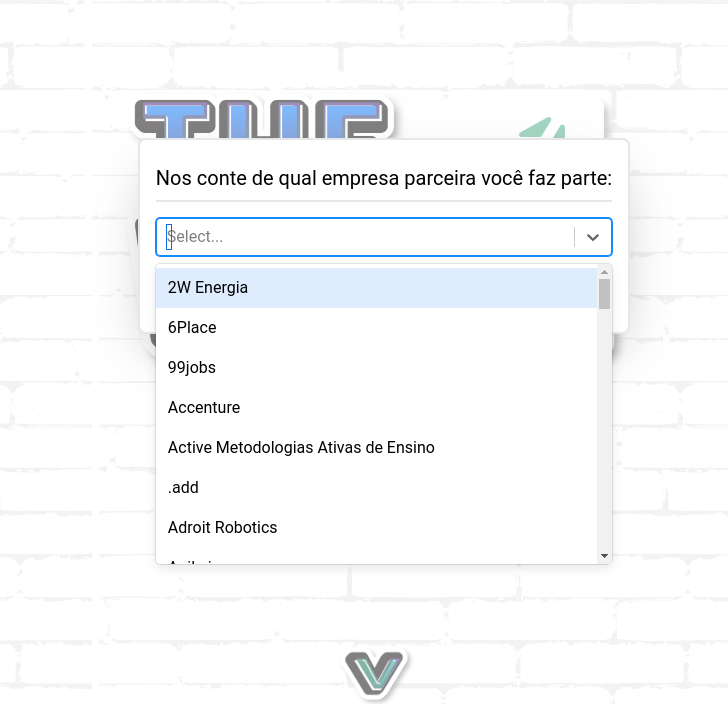 THE
Nos conte de qual empresa parceira você faz parte:
Select...
2W Energia
6Place
99jobs
Accenture
Active Metodologias Ativas de Ensino
.add
Adroit Robotics
V